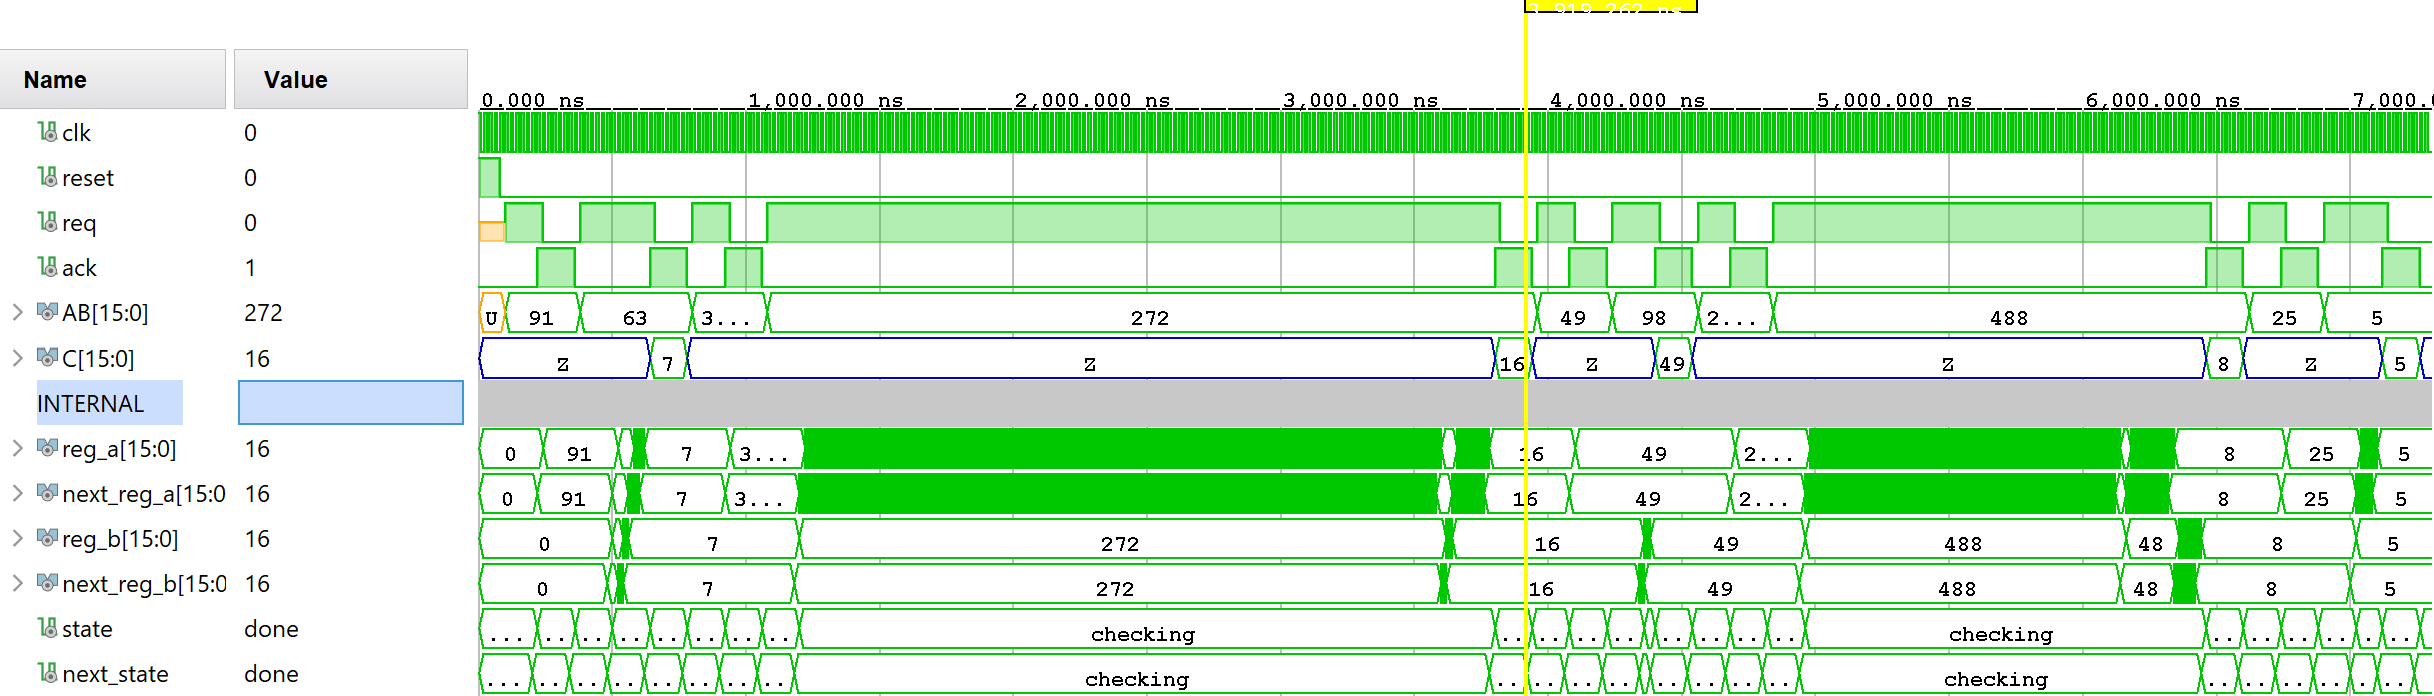 3,919.262 ns
Name Value
0.000 ns 1,000.000 ns 2,000.000 ns 3,000.000 ns 4,000.000 ns 5,000.000 ns 6,000.000 ns 7,000.0
clk 0
reset 0
req 0
ack 1
AB[15:0] 272 U 91 63 3... 272 49 98 2... 488 25 5
C[15:0] 16 Z 7 Z 16 Z 49 Z 8 Z 5
INTERNAL
reg_a[15:0] 16 0 91 7 3... 16 49 2... 8 25 5
next_reg_a[15:0 16 0 91 7 3... 16 49 2... 8 25 5
reg_b[15:0] 16 0 7 272 16 49 488 48 8 5
next_reg_b[15:0 16 0 7 272 16 49 488 48 8 5
state done ... .. .. .. .. .. .. .. checking .. .. .. .. .. .. .. .. checking .. .. .. .. .. ..
next_state done ... .. .. .. .. .. .. .. checking .. .. .. .. .. .. .. .. checking .. .. .. .. .. ..